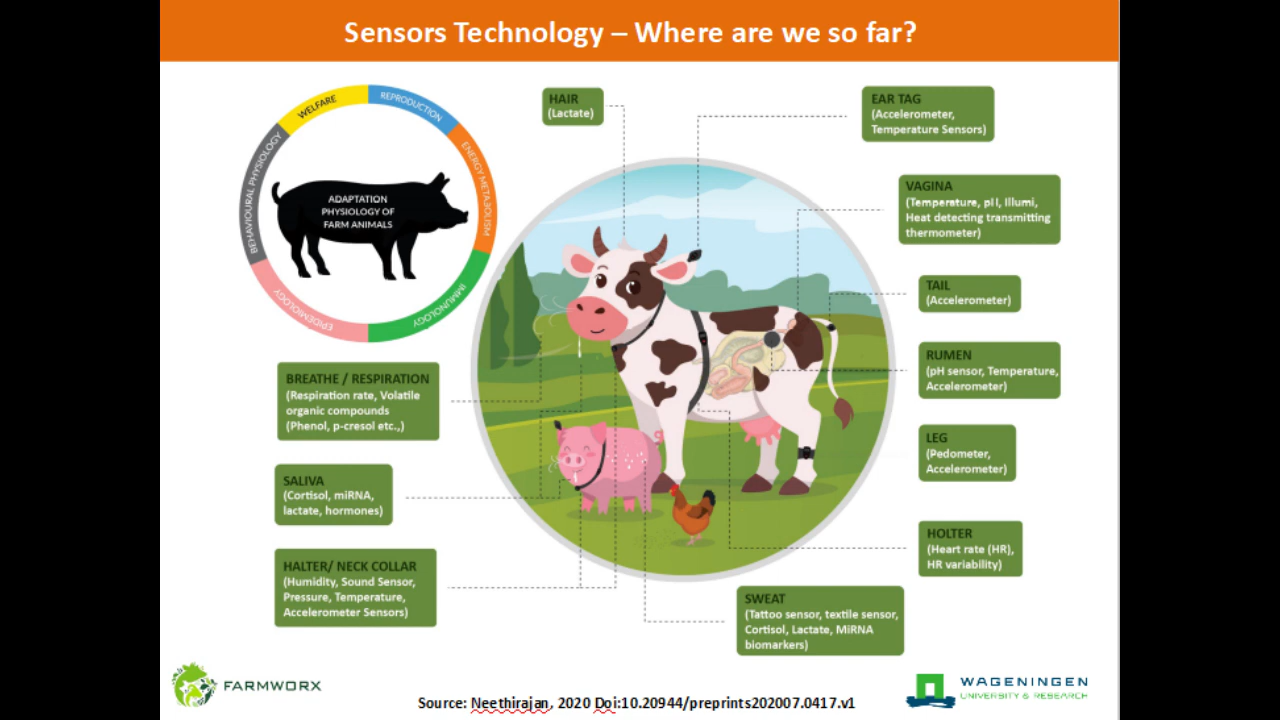 Sensors Technology – Where are we so far?
WELFARE
REPRODUCTION
ENERGY METABOLISM
IMMUNOLOGY
EPIDEMIOLOGY
BEHAVIOURAL PHYSIOLOGY
ADAPTATION
PHYSIOLOGY OF
FARM ANIMALS
HAIR
(Lactate)
EAR TAG
(Accelerometer,
Temperature Sensors)
VAGINA
(Temperature, pH, Illumi,
Heat detecting transmitting
thermometer)
TAIL
(Accelerometer)
RUMEN
(pH sensor, Temperature,
Accelerometer)
LEG
(Pedometer,
Accelerometer)
HOLTER
(Heart rate (HR),
HR variability)
SWEAT
(Tattoo sensor, textile sensor,
Cortisol, Lactate, MiRNA
biomarkers)
BREATHE / RESPIRATION
(Respiration rate, Volatile
organic compounds
(Phenol, p-cresol etc.,)
SALIVA
(Cortisol, miRNA,
lactate, hormones)
HALTER/ NECK COLLAR
(Humidity, Sound Sensor,
Pressure, Temperature,
Accelerometer Sensors)
FARMWORX
Source: Neethirajan, 2020 Doi:10.20944/preprints202007.0417.v1
WAGENINGEN
UNIVERSITY & RESEARCH